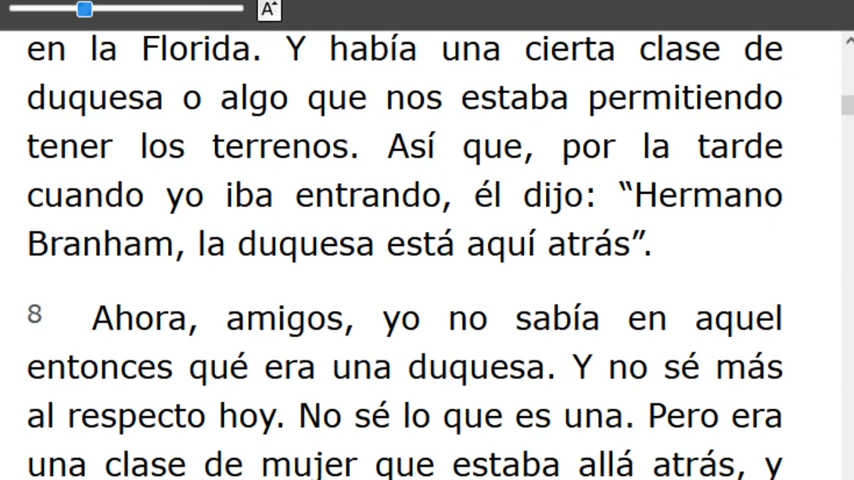 A
en la Florida. Y había una cierta clase de
duquesa o algo que nos estaba permitiendo
tener los terrenos. Así que, por la tarde
cuando yo iba entrando, él dijo: “Hermano
Branham, la duquesa está aquí atrás”.
8 Ahora, amigos, yo no sabía en aquel
entonces qué era una duquesa. Y no sé más
al respecto hoy. No sé lo que es una. Pero era
una clase de mujer que estaba allá atrás, y